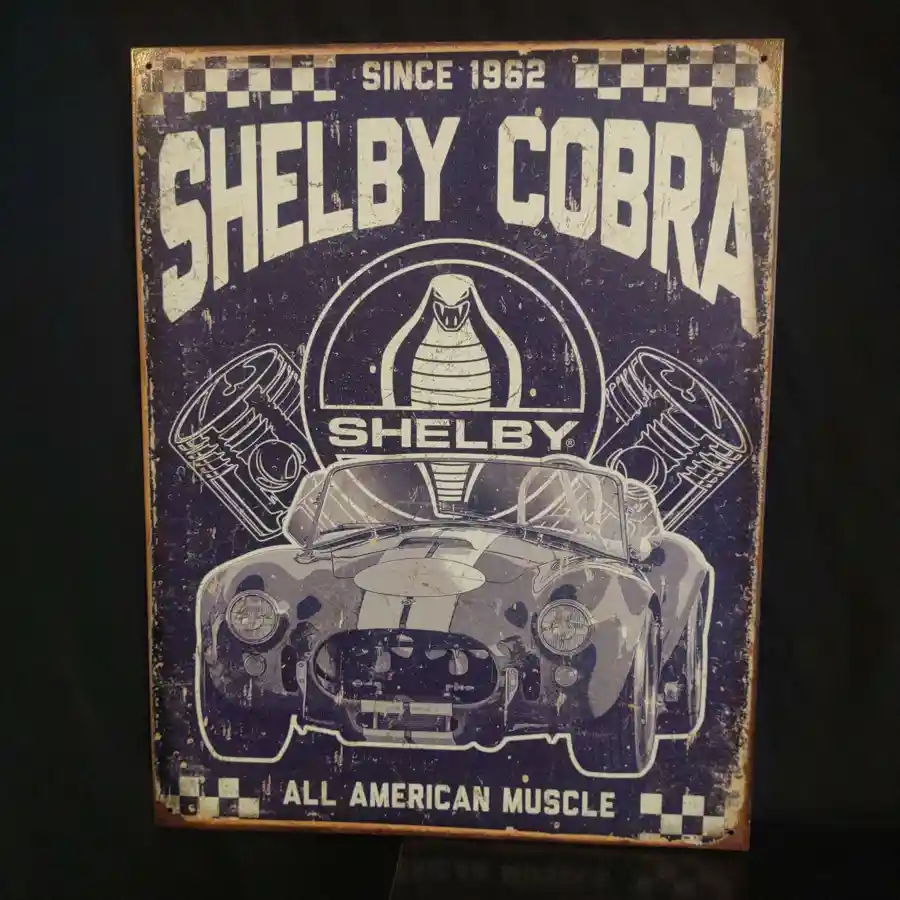 SINCE 1962
SHELBY COBRA
SHELBY®
ALL AMERICAN MUSCLE